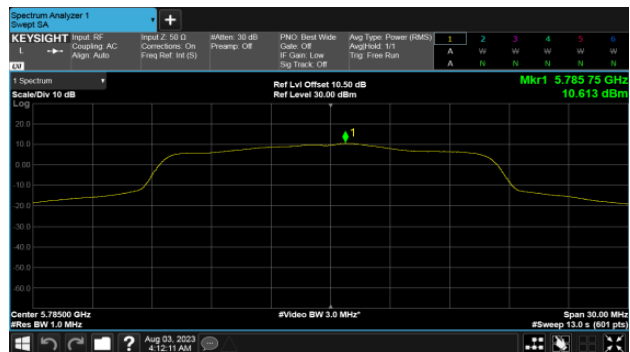 Spectrum Analyzer 1
Swept SA
+
KEYSIGHT Input: RF Input Z: 50 Ω #Atten: 30 dB PNO: Best Wide Avg Type: Power (RMS) 1 2 3 4 5 6
L Coupling: AC Corrections: On Preamp: Off Gate: Off Avg|Hold: 1/1 A W W W W W
Align: Auto Freq Ref: Int (S) IF Gain: Low Trig: Free Run A N N N N N
Sig Track: Off
LXI
1 Spectrum Ref Lvl Offset 10.50 dB Mkr1 5.785 75 GHz
Scale/Div 10 dB Ref Level 30.00 dBm 10.613 dBm
Log
20.0
1
10.0
0.00
-10.0
-20.0
-30.0
-40.0
-50.0
-60.0
Center 5.78500 GHz #Video BW 3.0 MHz* Span 30.00 MHz
#Res BW 1.0 MHz #Sweep 13.0 s (601 pts)
? Aug 03, 2023
4:12:11 AM